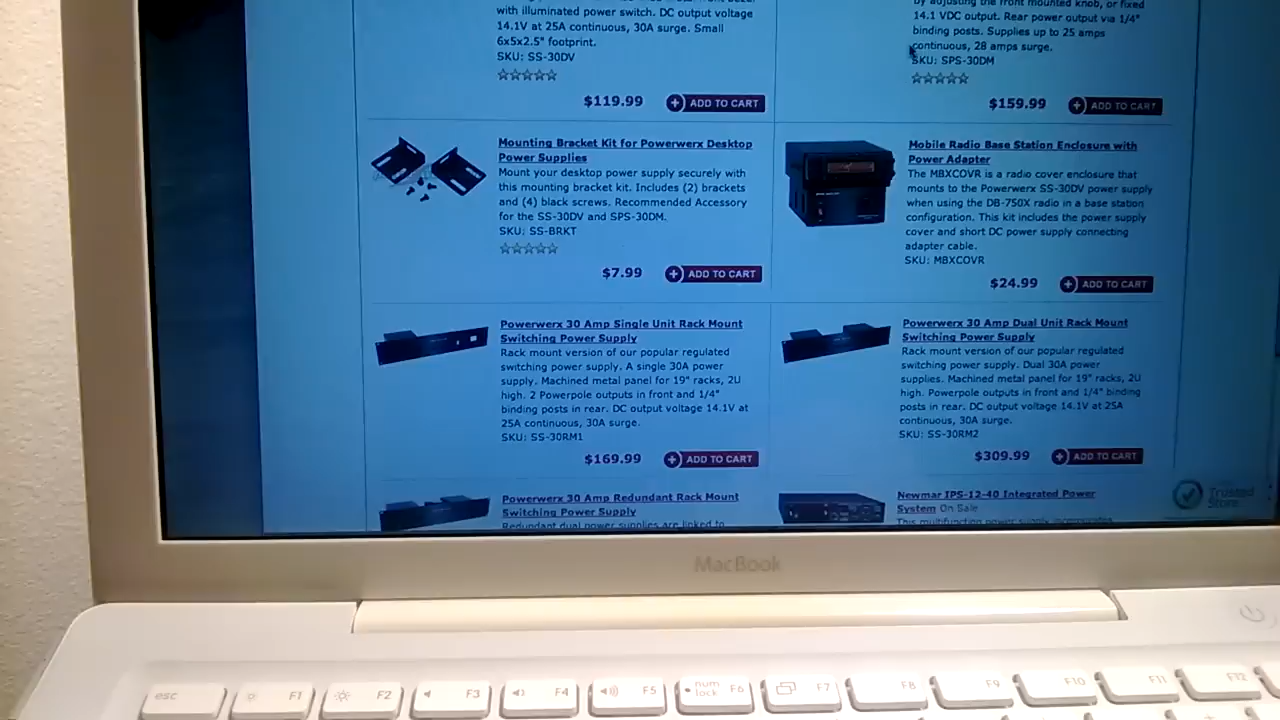 with illuminated power switch. DC output voltage
14.1V at 25A continuous, 30A surge. Small
6x5x2.5" footprint.
SKU: SS-30DV
$119.99 ADD TO CART
by adjusting the front mounted knob, or fixed
14.1 VDC output. Rear power output via 1/4"
binding posts. Supplies up to 25 amps
continuous, 28 amps surge.
SKU: SPS-30DM
$159.99 ADD TO CART
Mounting Bracket Kit for Powerwerx Desktop
Power Supplies
Mount your desktop power supply securely with
this mounting bracket kit. Includes (2) brackets
and (4) black screws. Recommended Accessory
for the SS-30DV and SPS-30DM.
SKU: SS-BRKT
$7.99 ADD TO CART
Mobile Radio Base Station Enclosure with
Power Adapter
The MBXCOVR is a radio cover enclosure that
mounts to the Powerwerx SS-30DV power supply
when using the DB-750X radio in a base station
configuration. This kit includes the power supply
cover and short DC power supply connecting
adapter cable.
SKU: MBXCOVR
$24.99 ADD TO CART
Powerwerx 30 Amp Single Unit Rack Mount
Switching Power Supply
Rack mount version of our popular regulated
switching power supply. A single 30A power
supply. Machined metal panel for 19" racks, 2U
high. 2 Powerpole outputs in front and 1/4"
binding posts in rear. DC output voltage 14.1V at
25A continuous, 30A surge.
SKU: SS-30RM1
$169.99 ADD TO CART
Powerwerx 30 Amp Dual Unit Rack Mount
Switching Power Supply
Rack mount version of our popular regulated
switching power supply. Dual 30A power
supplies. Machined metal panel for 19" racks, 2U
high. Powerpole outputs in front and 1/4" binding
posts in rear. DC output voltage 14.1V at 25A
continuous, 30A surge.
SKU: SS-30RM2
$309.99 ADD TO CART
Powerwerx 30 Amp Redundant Rack Mount
Switching Power Supply
Redundant dual power supplies are linked to
Newmar IPS-12-40 Integrated Power
System On Sale
This multifunction power supply incorporates
Trusted
Store
MacBook
esc F1 F2 F3 F4 F5 num lock F6 F7 F8 F9 F10 F11 F12